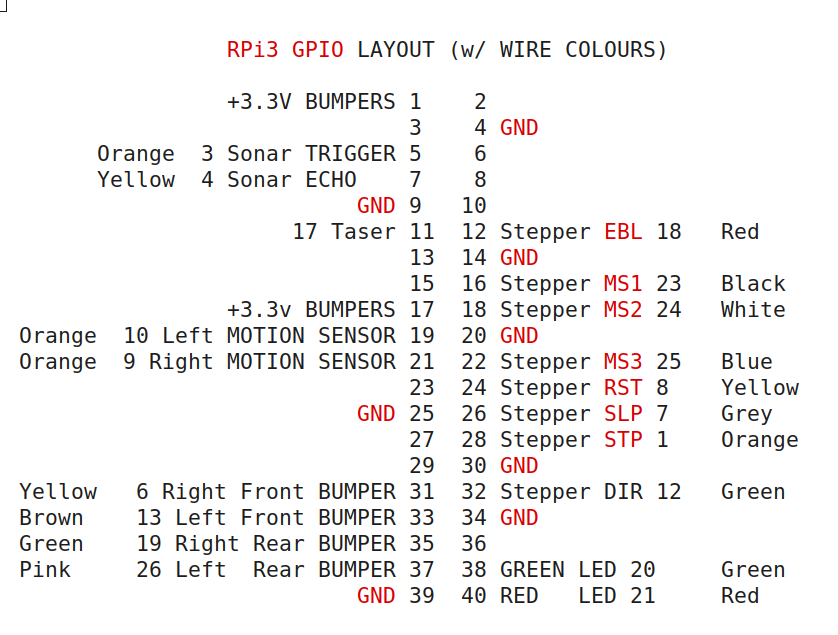 RPi3 GPIO LAYOUT (w/ WIRE COLOURS)
+3.3V BUMPERS 1 2
3 4 GND
Orange 3 Sonar TRIGGER 5 6
Yellow 4 Sonar ECHO 7 8
GND 9 10
17 Taser 11 12 Stepper EBL 18 Red
13 14 GND
15 16 Stepper MS1 23 Black
+3.3v BUMPERS 17 18 Stepper MS2 24 White
Orange 10 Left MOTION SENSOR 19 20 GND
Orange 9 Right MOTION SENSOR 21 22 Stepper MS3 25 Blue
23 24 Stepper RST 8 Yellow
GND 25 26 Stepper SLP 7 Grey
27 28 Stepper STP 1 Orange
29 30 GND
Yellow 6 Right Front BUMPER 31 32 Stepper DIR 12 Green
Brown 13 Left Front BUMPER 33 34 GND
Green 19 Right Rear BUMPER 35 36
Pink 26 Left Rear BUMPER 37 38 GREEN LED 20 Green
GND 39 40 RED LED 21 Red